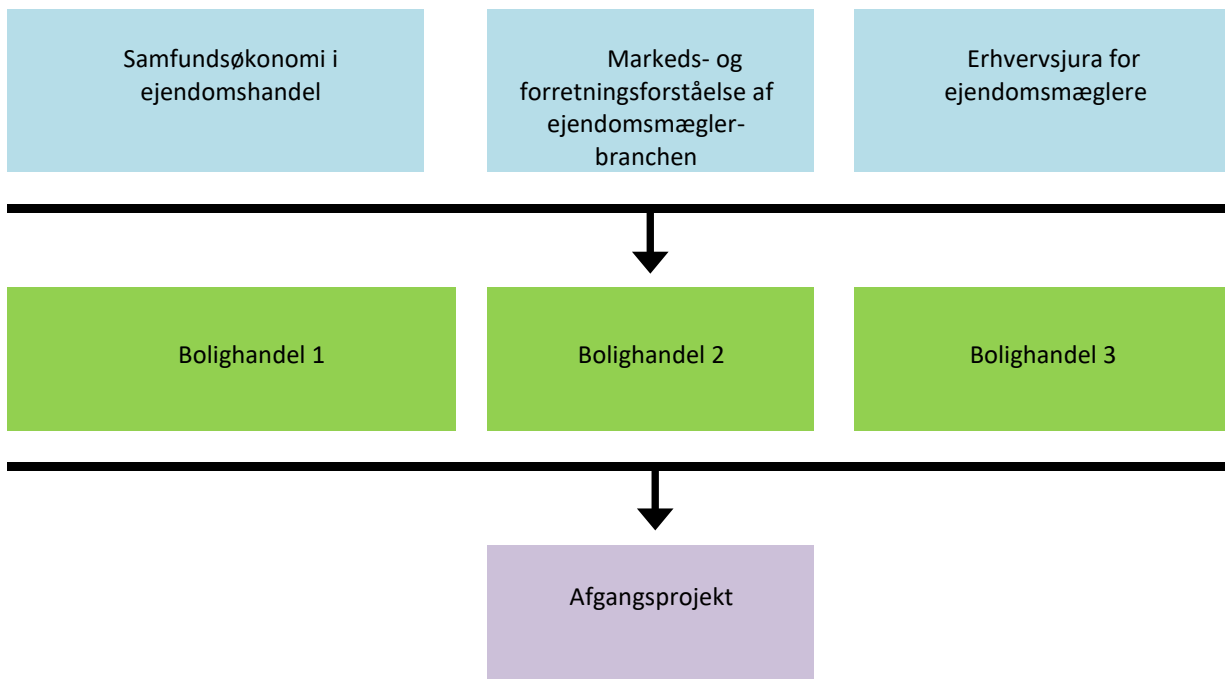 Samfundsøkonomi i
ejendomshandel
Markeds- og
forretningsforståelse af
ejendomsmægler-
branchen
Erhvervsjura for
ejendomsmæglere
Bolighandel 1
Bolighandel 2
Bolighandel 3
Afgangsprojekt